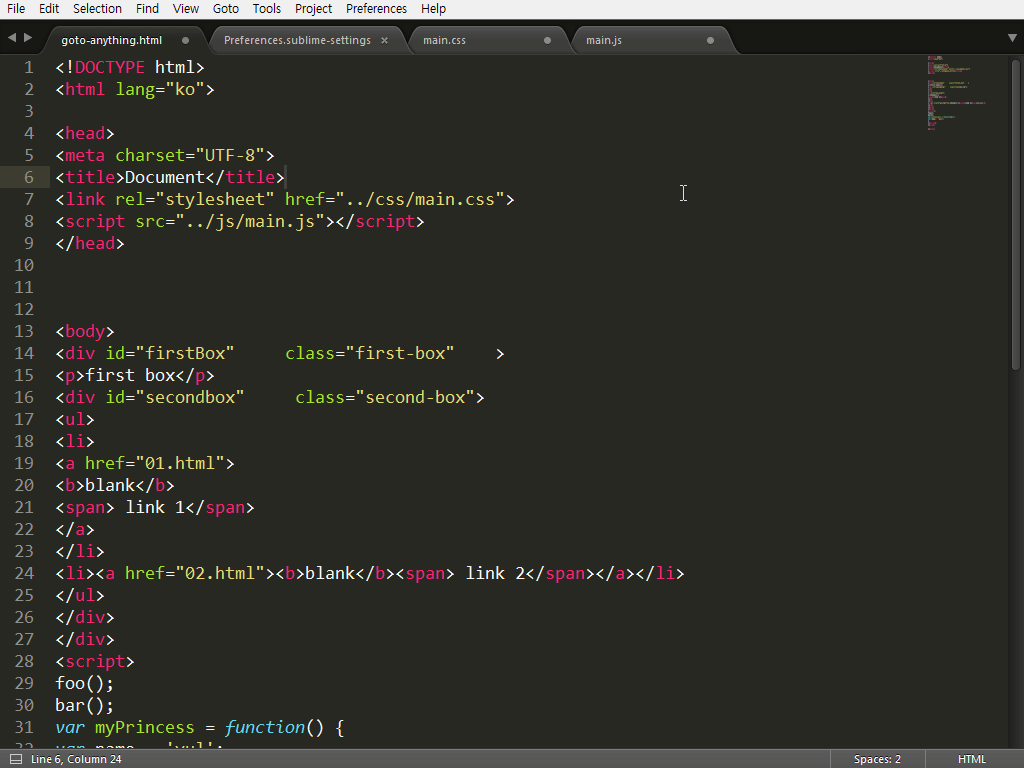 File Edit Selection Find View Goto Tools Project Preferences Help
goto-anything.html Preferences.sublime-settings main.css main.js
1 <!DOCTYPE html>
2 <html lang="ko">
3
4 <head>
5 <meta charset="UTF-8">
6 <title>Document</title>
7 <link rel="stylesheet" href="../css/main.css">
8 <script src="../js/main.js"></script>
9 </head>
10
11
12
13 <body>
14 <div id="firstBox"     class="first-box"    >
15 <p>first box</p>
16 <div id="secondbox"     class="second-box">
17 <ul>
18 <li>
19 <a href="01.html">
20 <b>blank</b>
21 <span> link 1</span>
22 </a>
23 </li>
24 <li><a href="02.html"><b>blank</b><span> link 2</span></a></li>
25 </ul>
26 </div>
27 </div>
28 <script>
29 foo();
30 bar();
31 var myPrincess = function() {
Line 6, Column 24 Spaces: 2 HTML